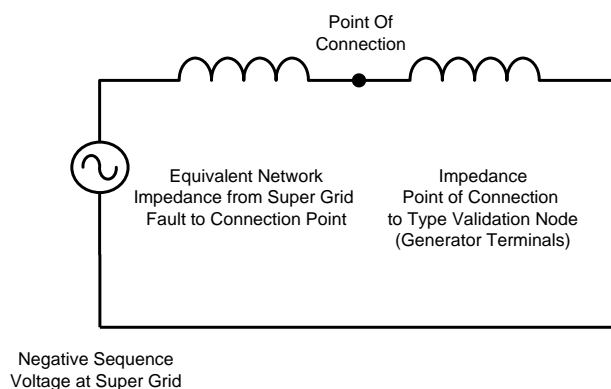 Point Of
Connection
Equivalent Network
Impedance from Super Grid
Fault to Connection Point
Impedance
Point of Connection
to Type Validation Node
(Generator Terminals)
Negative Sequence
Voltage at Super Grid